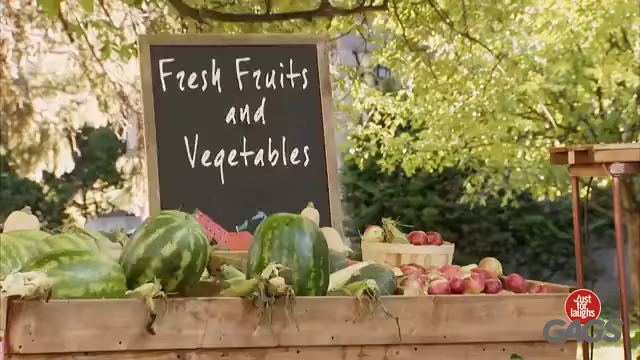 Fresh Fruits
and
Vegetables
JUST
for
laughs
GAGS